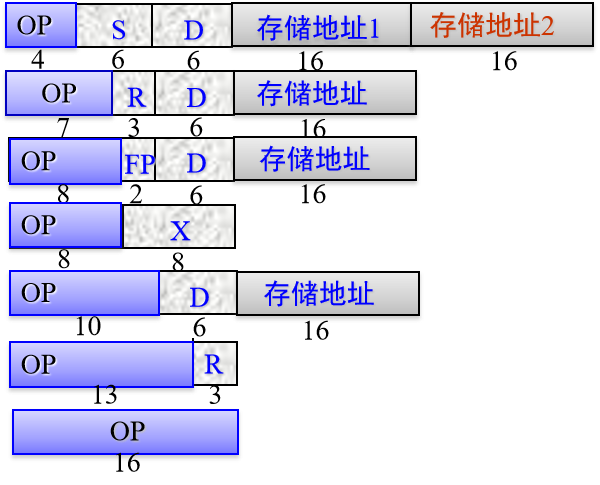 OP S D 存储地址1 存储地址2
4 6 6 16 16
OP R D 存储地址
7 3 6 16
OP FP D 存储地址
8 2 6 16
OP X
8 8
OP D 存储地址
10 6 16
OP R
13 3
OP
16